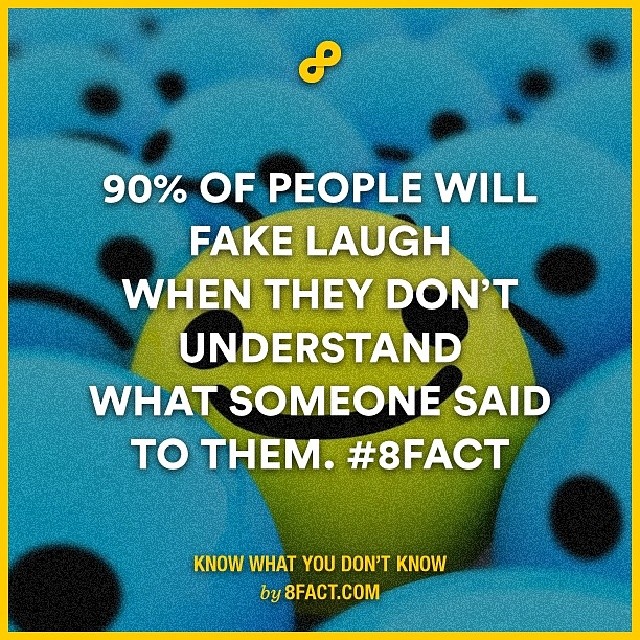 90% OF PEOPLE WILL
FAKE LAUGH
WHEN THEY DON'T
UNDERSTAND
WHAT SOMEONE SAID
TO THEM. #8FACT
KNOW WHAT YOU DON'T KNOW
by 8FACT.COM